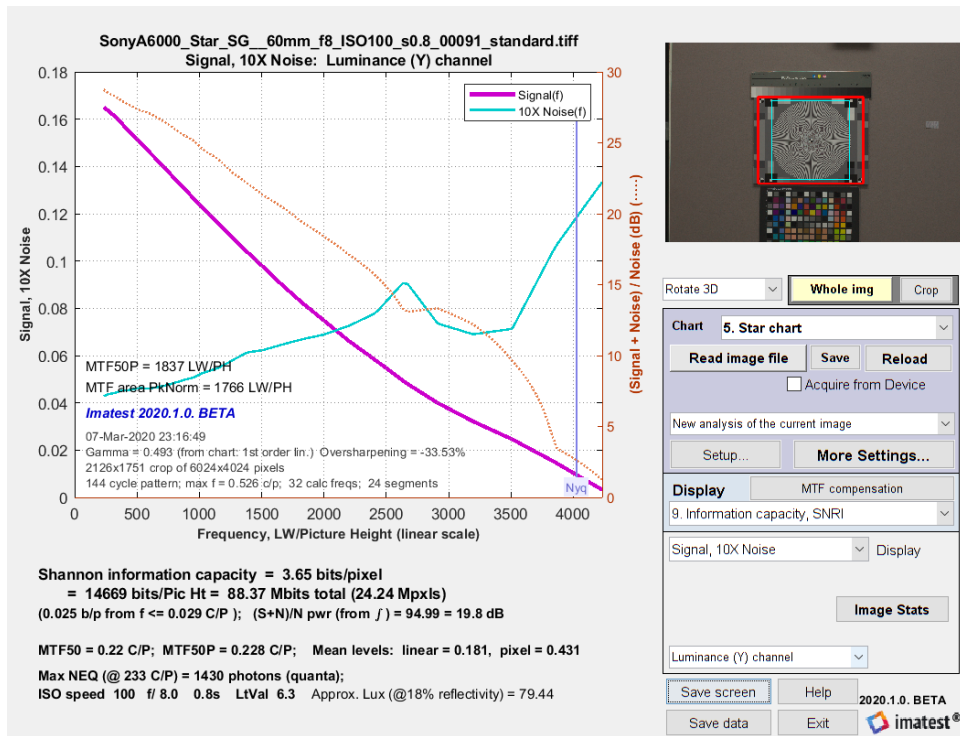 SonyA6000_Star_SG__60mm_f8_ISO100_s0.8_00091_standard.tiff
Signal, 10X Noise:  Luminance (Y) channel
Signal(f)
10X Noise(f)
0.18
0.16
0.14
0.12
0.1
0.08
0.06
0.04
0.02
0
Signal, 10X Noise
30
25
20
15
10
5
0
(Signal + Noise) / Noise (dB) (.....)
MTF50P = 1837 LW/PH
MTF area PkNorm = 1766 LW/PH
Imatest 2020.1.0. BETA
07-Mar-2020 23:16:49
Gamma = 0.493 (from chart: 1st order lin.)  Oversharpening = -33.53%
2126x1751 crop of 6024x4024 pixels
144 cycle pattern; max f = 0.526 c/p;  32 calc freqs;  24 segments
Nyq
0 500 1000 1500 2000 2500 3000 3500 4000
Frequency, LW/Picture Height (linear scale)
Shannon information capacity  =  3.65 bits/pixel
=  14669 bits/Pic Ht  =  88.37 Mbits total (24.24 Mpxls)
(0.025 b/p from f <= 0.029 C/P );  (S+N)/N pwr (from ∫ ) = 94.99 = 19.8 dB
MTF50 = 0.22 C/P;  MTF50P = 0.228 C/P;    Mean levels:  linear = 0.181,  pixel = 0.431
Max NEQ (@ 233 C/P) = 1430 photons (quanta);
ISO speed  100   f/ 8.0    0.8s   LtVal  6.3   Approx. Lux (@18% reflectivity) = 79.44
Rotate 3D
Whole img
Crop
Chart
5. Star chart
Read image file
Save
Reload
Acquire from Device
New analysis of the current image
Setup...
More Settings...
Display
MTF compensation
9. Information capacity, SNRI
Signal, 10X Noise
Display
Image Stats
Luminance (Y) channel
Save screen
Help
2020.1.0. BETA
Save data
Exit
imatest®